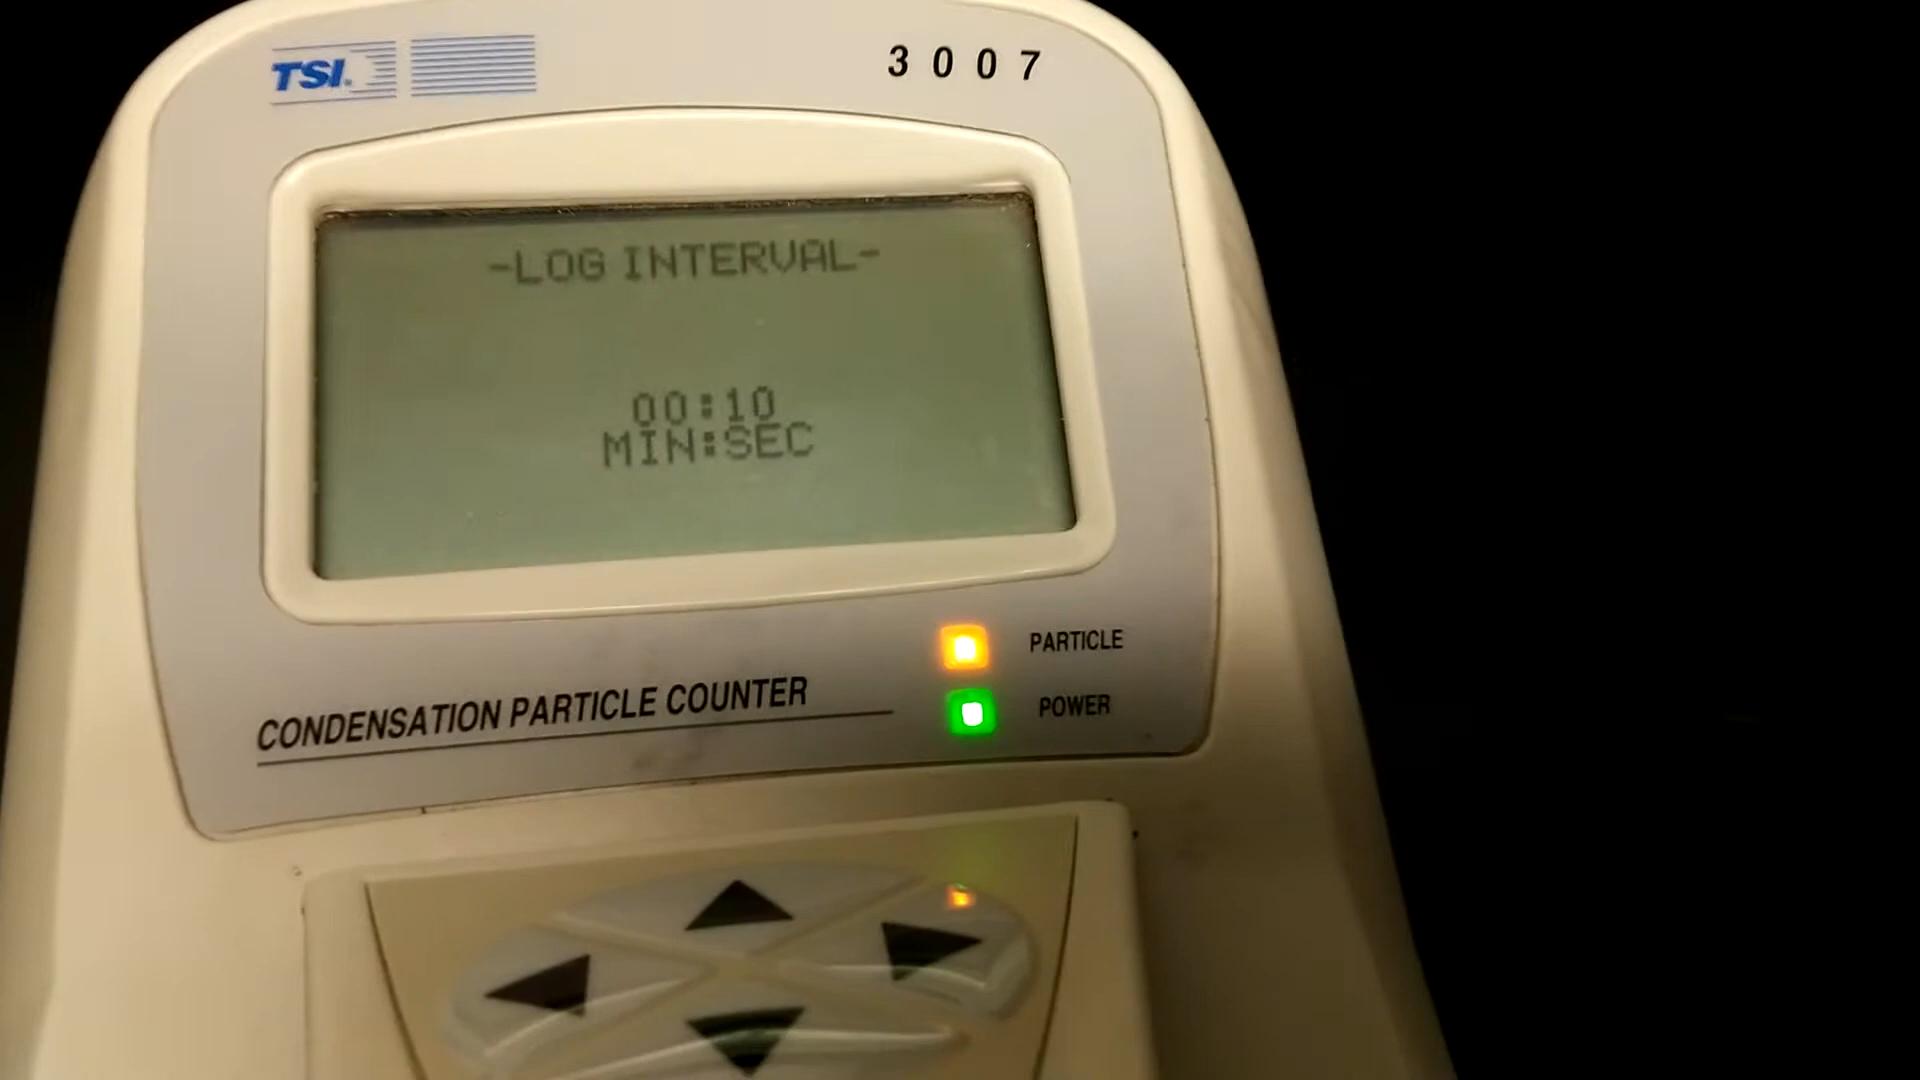 TSI
3007
-LOG INTERVAL-
00:10
MIN:SEC
PARTICLE
POWER
CONDENSATION PARTICLE COUNTER